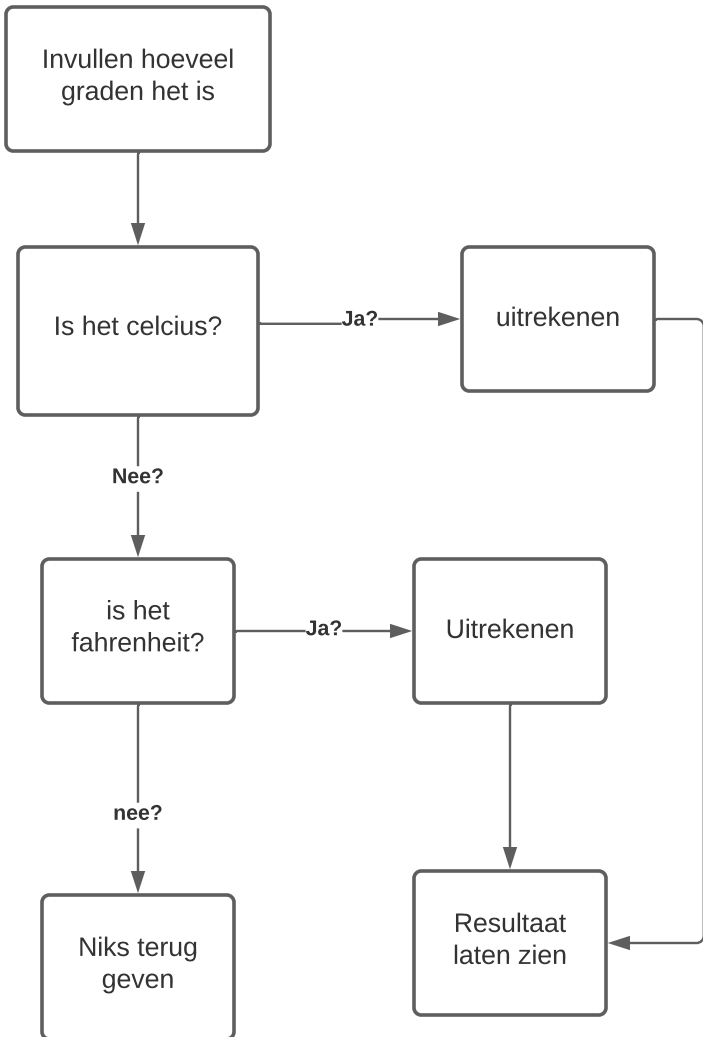 Invullen hoeveel
graden het is
Is het celcius?
Ja?
uitrekenen
Nee?
is het
fahrenheit?
Ja?
Uitrekenen
nee?
Niks terug
geven
Resultaat
laten zien